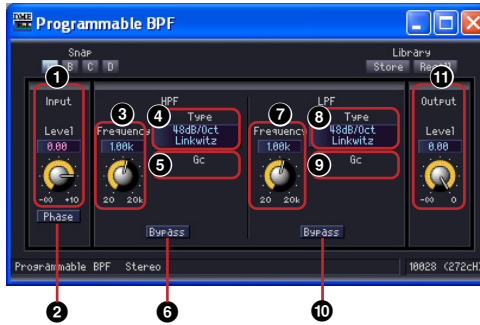 DME Programmable BPF
Snap
Library
B C D
Store Recall
1
11
Input
HPF
LPF
Output
3
4
Type
7
8
Type
Level
Frequency
48dB/Oct
Linkwitz
Frequency
48dB/Oct
Linkwitz
Level
0.00
1.00k
1.00k
0.00
5
Gc
9
Gc
-∞ +10
20 20k
20 20k
-∞ 0
Phase
Bypass
Bypass
Programmable BPF Stereo
10028 (272cH)
2
6
10